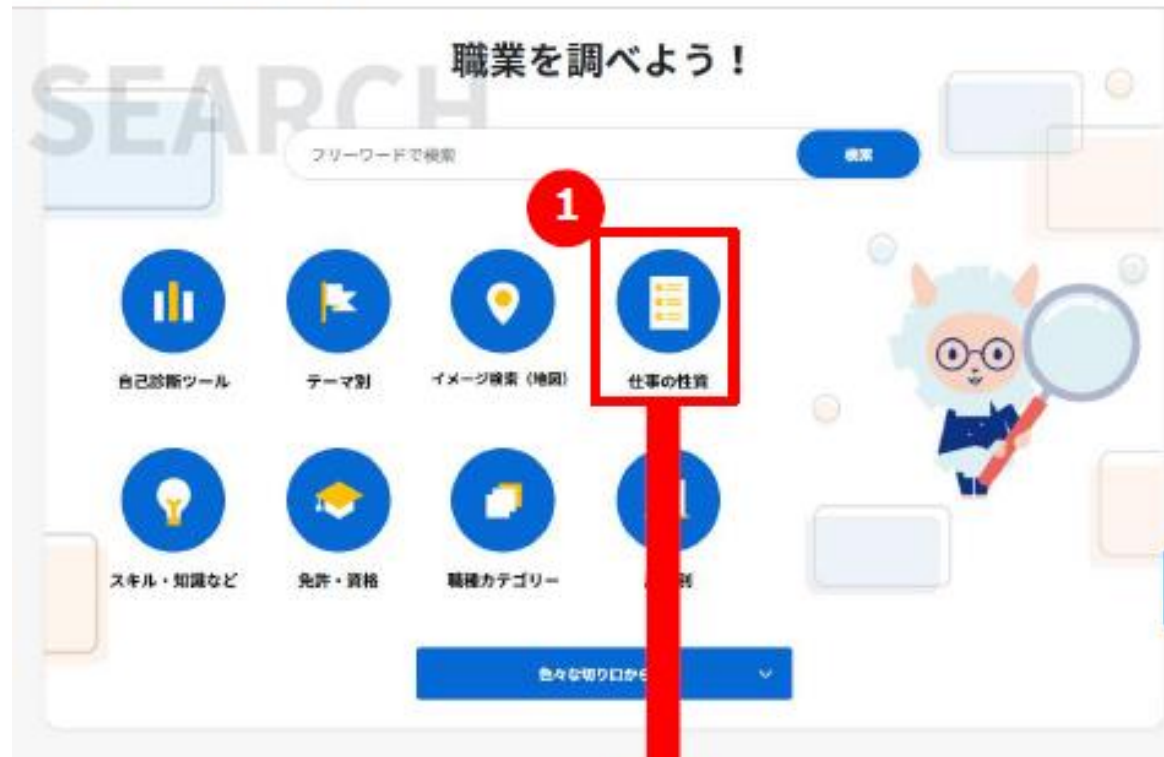 SEARCH
職業を調べよう！
フリーワードで検索
検索
1
自己診断ツール
テーマ別
イメージ検索（地図）
仕事の性質
スキル・知識など
免許・資格
職種カテゴリー
別
色々な切り口から